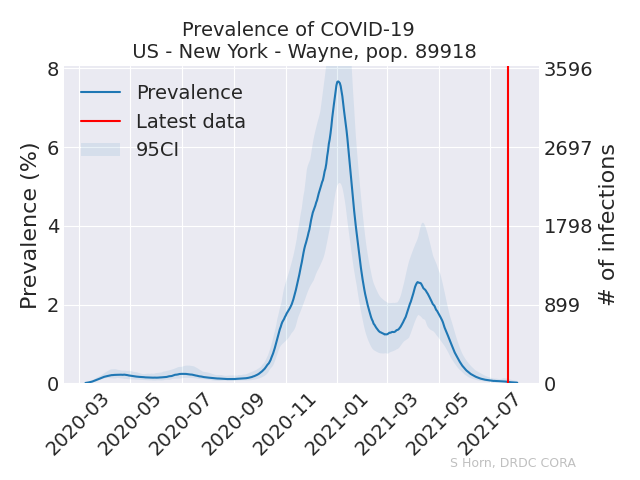 Prevalence of COVID-19
US - New York - Wayne, pop. 89918
8
6
4
2
0
Prevalence (%)
3596
2697
1798
899
0
# of infections
Prevalence
Latest data
95CI
2020-03
2020-05
2020-07
2020-09
2020-11
2021-01
2021-03
2021-05
2021-07
S Horn, DRDC CORA